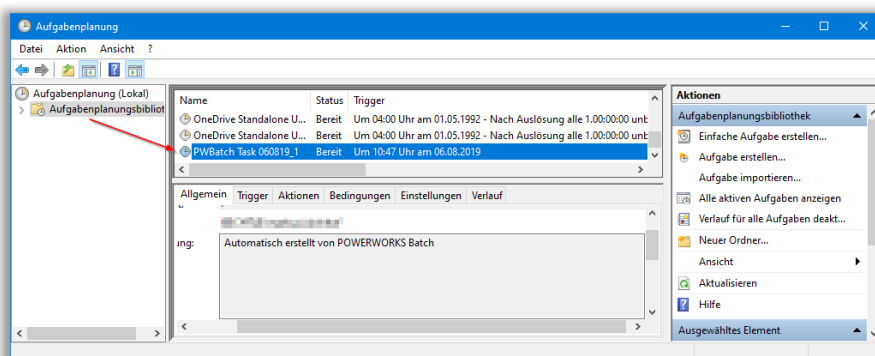 Aufgabenplanung
Datei Aktion Ansicht ?
Aufgabenplanung (Lokal)
Aufgabenplanungsbibliot
Name Status Trigger
OneDrive Standalone U... Bereit Um 04:00 Uhr am 01.05.1992 - Nach Auslösung alle 1.00:00:00 unb
OneDrive Standalone U... Bereit Um 04:00 Uhr am 01.05.1992 - Nach Auslösung alle 1.00:00:00 unb
PWBatch Task 060819_1 Bereit Um 10:47 Uhr am 06.08.2019
Allgemein Trigger Aktionen Bedingungen Einstellungen Verlauf
ung: Automatisch erstellt von POWERWORKS Batch
Aktionen
Aufgabenplanungsbibliothek
Einfache Aufgabe erstellen...
Aufgabe erstellen...
Aufgabe importieren...
Alle aktiven Aufgaben anzeigen
Verlauf für alle Aufgaben deakt...
Neuer Ordner...
Ansicht
Aktualisieren
Hilfe
Ausgewähltes Element